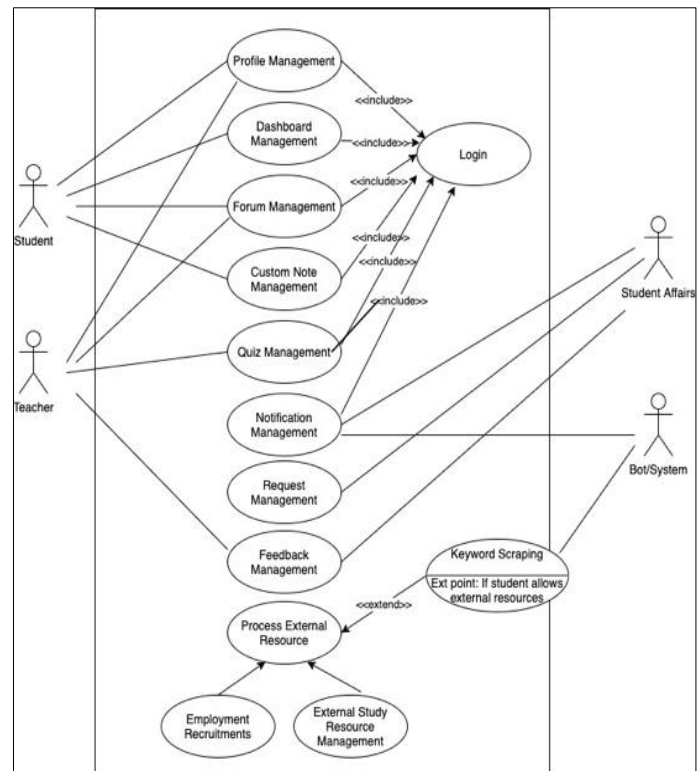 Profile Management
<<include>>
Dashboard
Management
<<include>>
Login
Forum Management
<<include>>
Student
Custom Note
Management
<<include>>
<<include>>
Student Affairs
<<include>>
Quiz Management
Teacher
Notification
Management
Bot/System
Request
Management
Feedback
Management
Keyword Scraping
Ext point: If student allows
external resources
<<extend>>
Process External
Resource
Employment
Recruitments
External Study
Resource
Management